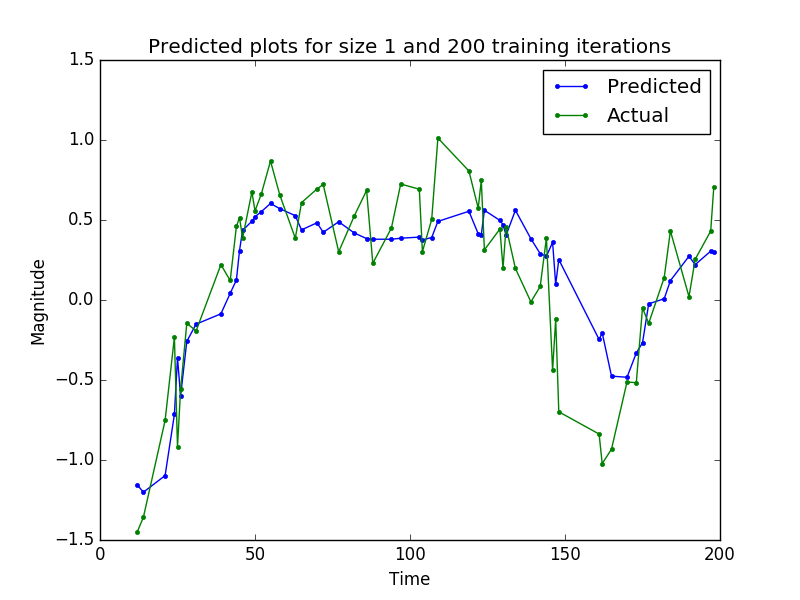 Predicted plots for size 1 and 200 training iterations
1.5
1.0
0.5
0.0
−0.5
−1.0
−1.5
Magnitude
Predicted
Actual
0
50
100
150
200
Time